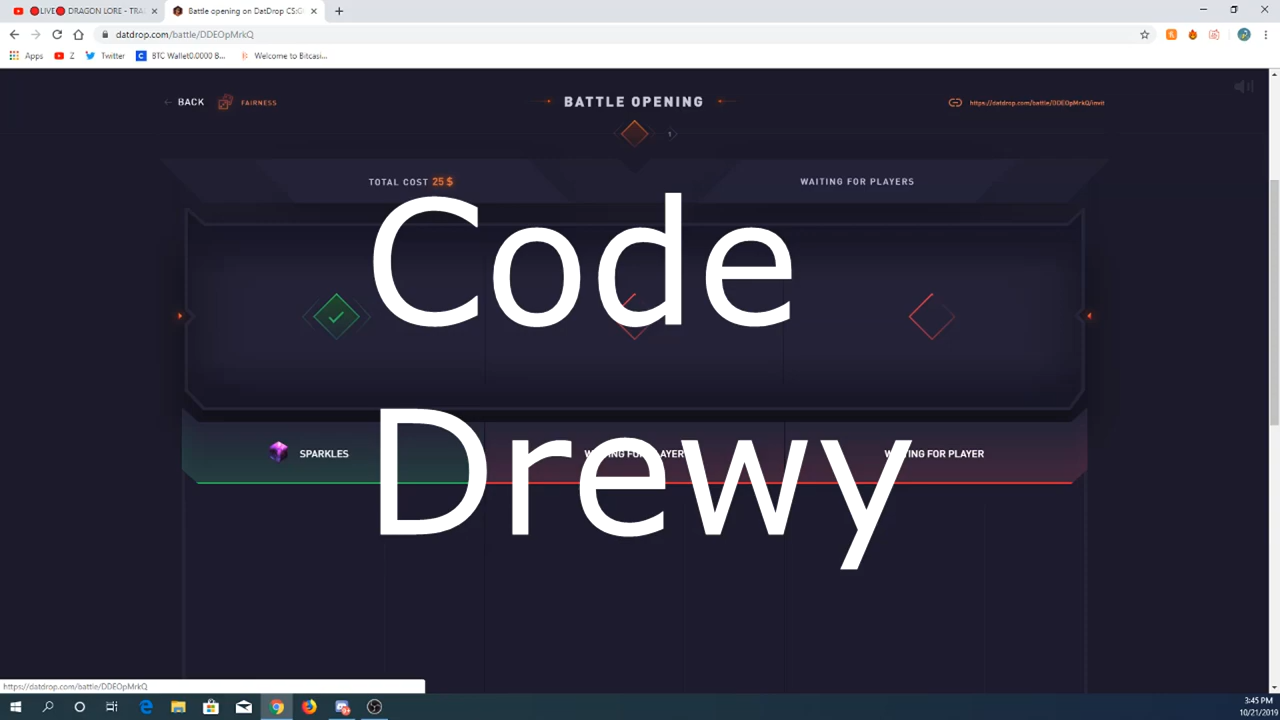 🔴LIVE🔴 DRAGON LORE - TRA
Battle opening on DatDrop CS:G
datdrop.com/battle/DDEOpMrkQ
Apps
Z
Twitter
BTC Wallet0.0000 B...
Welcome to Bitcasi...
BACK
FAIRNESS
BATTLE OPENING
https://datdrop.com/battle/DDEOpMrkQ/invit
1
TOTAL COST 25 $
WAITING FOR PLAYERS
Code
SPARKLES
WAITING FOR PLAYER
Drewy
https://datdrop.com/battle/DDEOpMrkQ
3:45 PM
10/21/2019